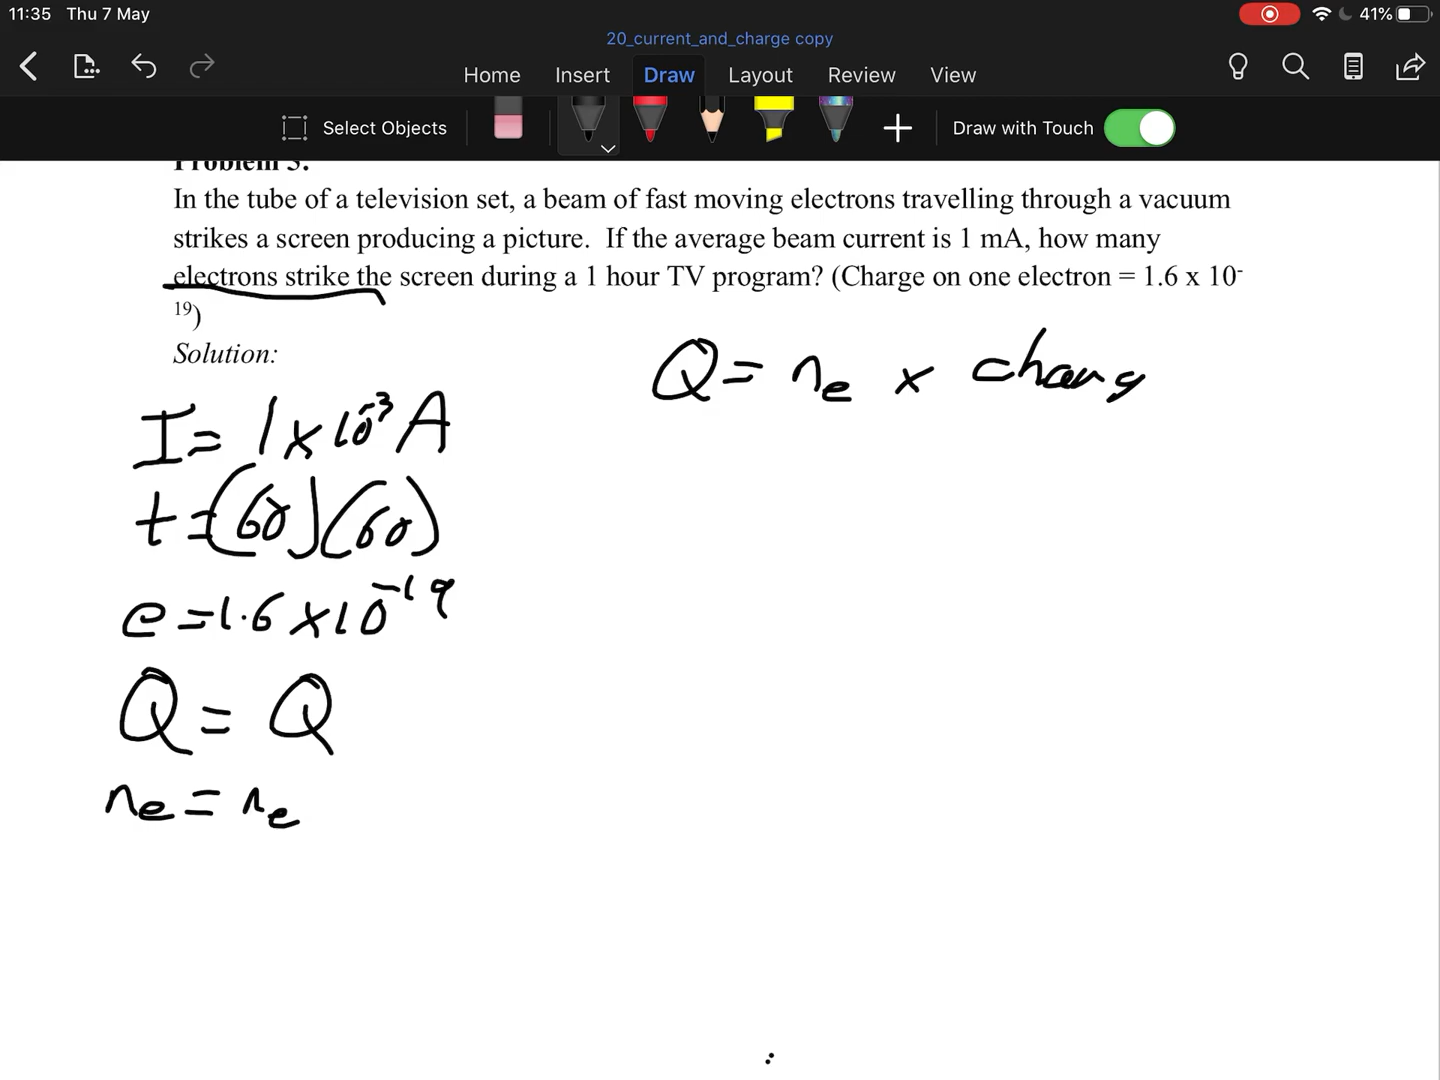 11:35 Thu 7 May
41%
20_current_and_charge copy
Home Insert Draw Layout Review View
Select Objects
Draw with Touch
Problem 5:
In the tube of a television set, a beam of fast moving electrons travelling through a vacuum
strikes a screen producing a picture. If the average beam current is 1 mA, how many
electrons strike the screen during a 1 hour TV program? (Charge on one electron = 1.6 x 10-
19)
Solution:
Q = ne x charg
I = 1 x 10-3 A
t = (60)(60)
e = 1.6 x 10-19
Q = Q
ne = ne